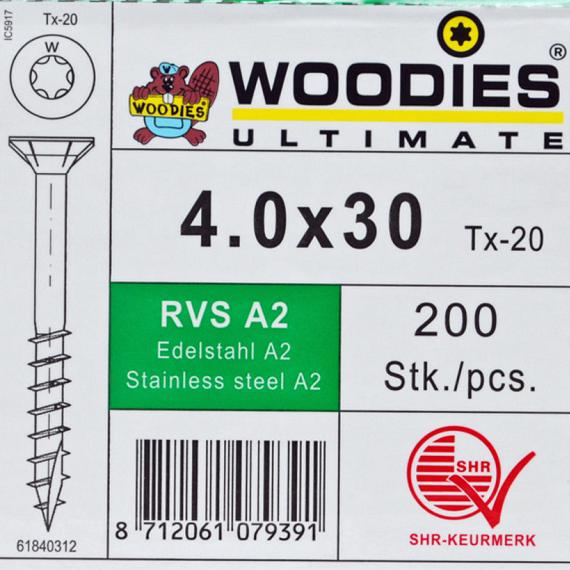 IC5917
Tx-20
W
WOODIES
WOODIES®
ULTIMATE
4.0x30 Tx-20
RVS A2
Edelstahl A2
Stainless steel A2
200
Stk./pcs.
SHR
SHR-KEURMERK
8 712061 079391
61840312